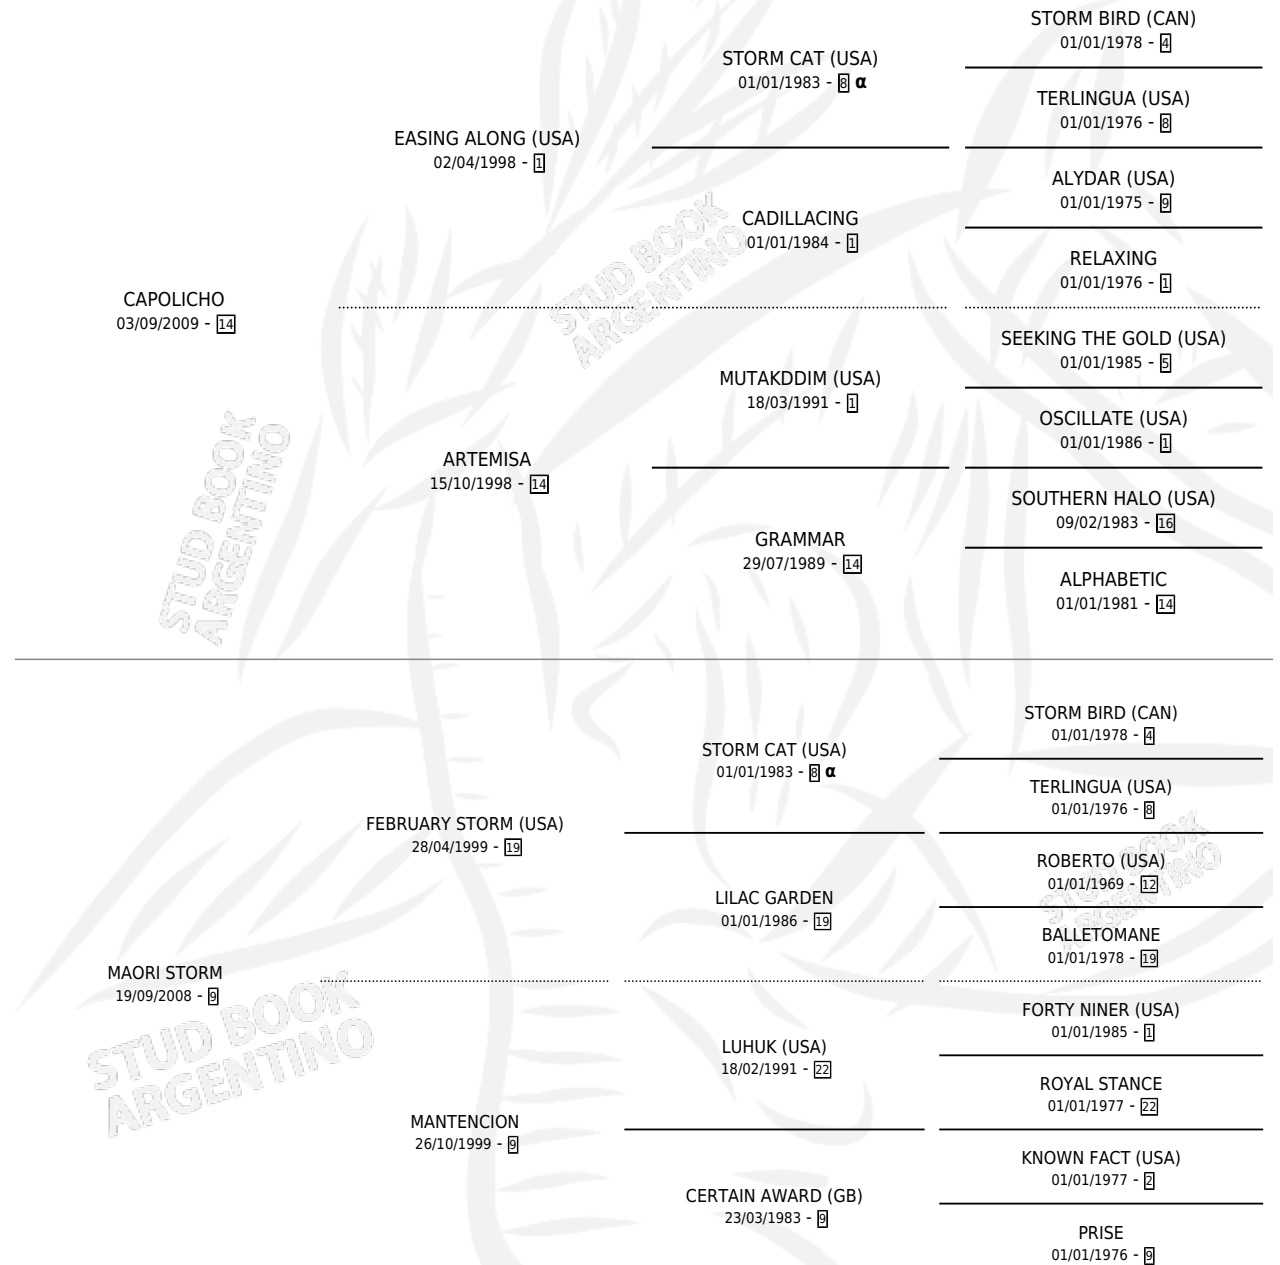 STORM BIRD (CAN)
01/01/1978 - 4
STORM CAT (USA)
01/01/1983 - 8 α
TERLINGUA (USA)
01/01/1976 - 8
EASING ALONG (USA)
02/04/1998 - 1
ALYDAR (USA)
01/01/1975 - 9
CADILLACING
01/01/1984 - 1
RELAXING
01/01/1976 - 1
CAPOLICHO
03/09/2009 - 14
SEEKING THE GOLD (USA)
01/01/1985 - 5
MUTAKDDIM (USA)
18/03/1991 - 1
OSCILLATE (USA)
01/01/1986 - 1
ARTEMISA
15/10/1998 - 14
SOUTHERN HALO (USA)
09/02/1983 - 16
GRAMMAR
29/07/1989 - 14
ALPHABETIC
01/01/1981 - 14
STUD BOOK
ARGENTINO
STUD BOOK
ARGENTINO
STORM BIRD (CAN)
01/01/1978 - 4
STORM CAT (USA)
01/01/1983 - 8 α
TERLINGUA (USA)
01/01/1976 - 8
FEBRUARY STORM (USA)
28/04/1999 - 19
ROBERTO (USA)
01/01/1969 - 12
LILAC GARDEN
01/01/1986 - 19
BALLETOMANE
01/01/1978 - 19
MAORI STORM
19/09/2008 - 9
FORTY NINER (USA)
01/01/1985 - 1
LUHUK (USA)
18/02/1991 - 22
ROYAL STANCE
01/01/1977 - 22
MANTENCION
26/10/1999 - 9
KNOWN FACT (USA)
01/01/1977 - 2
CERTAIN AWARD (GB)
23/03/1983 - 9
PRISE
01/01/1976 - 9
STUD BOOK
ARGENTINO
STUD BOOK
ARGENTINO